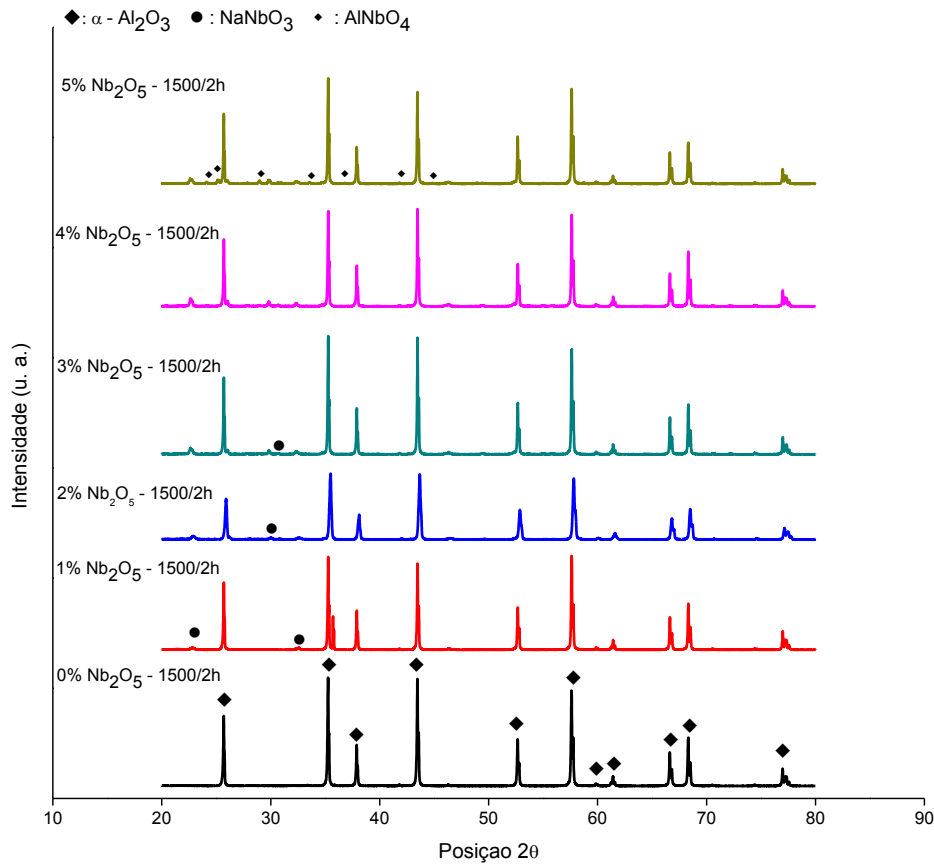 ◆: α - Al₂O₃ ●: NaNbO₃ ◆: AlNbO₄
5% Nb₂O₅ - 1500/2h
4% Nb₂O₅ - 1500/2h
3% Nb₂O₅ - 1500/2h
2% Nb₂O₅ - 1500/2h
1% Nb₂O₅ - 1500/2h
0% Nb₂O₅ - 1500/2h
Intensidade (u. a.)
10 20 30 40 50 60 70 80 90
Posiçao 2θ